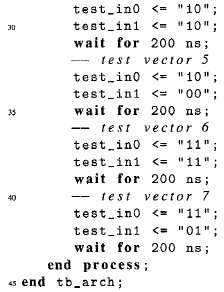 test_in0 <= "10";
30 test_in1 <= "10";
wait for 200 ns;
-- test vector 5
test_in0 <= "10";
test_in1 <= "00";
35 wait for 200 ns;
-- test vector 6
test_in0 <= "11";
test_in1 <= "11";
wait for 200 ns;
40 -- test vector 7
test_in0 <= "11";
test_in1 <= "01";
wait for 200 ns;
end process;
45 end tb_arch;